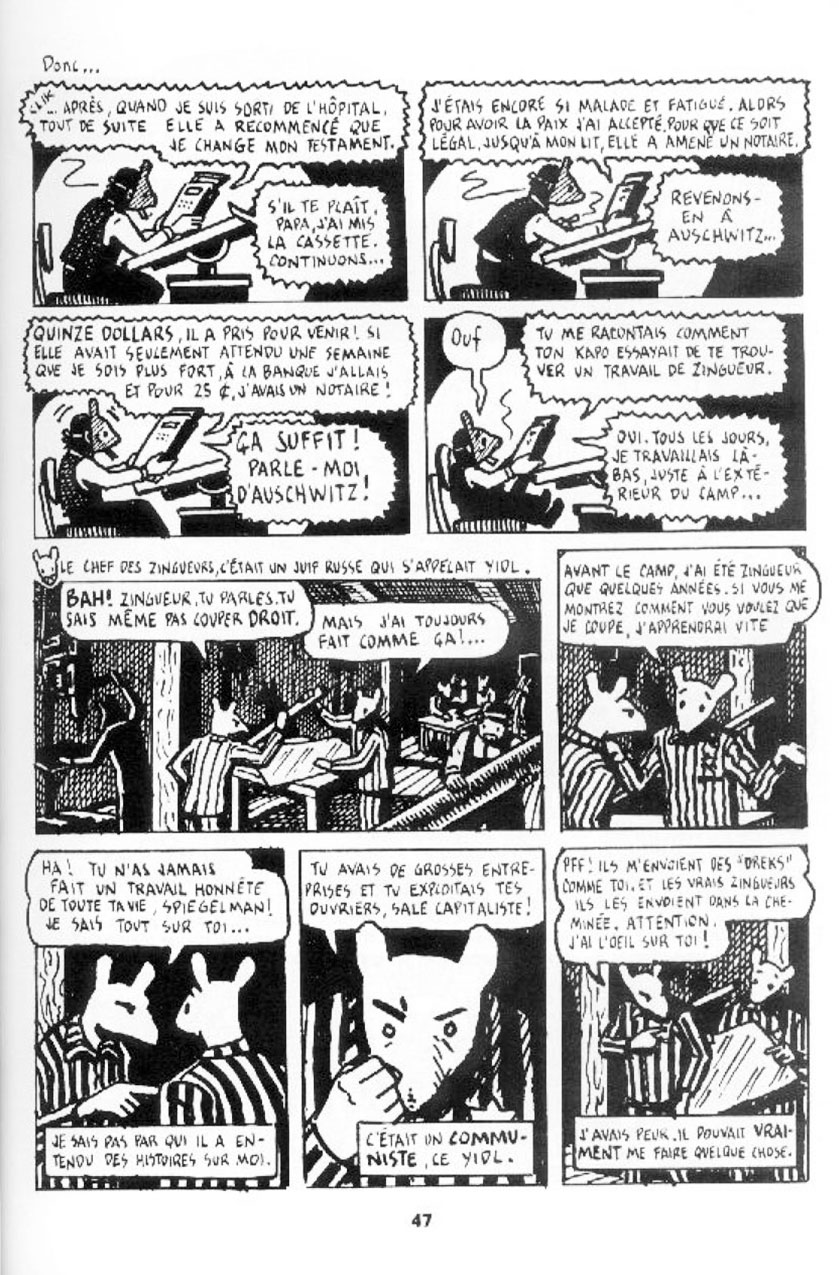 Donc...
CLIK
... APRÈS, QUAND JE SUIS SORTI DE L'HÔPITAL,
TOUT DE SUITE ELLE A RECOMMENCÉ QUE
JE CHANGE MON TESTAMENT.
S'IL TE PLAÎT,
PAPA, J'AI MIS
LA CASSETTE.
CONTINUONS...
J'ÉTAIS ENCORE SI MALADE ET FATIGUÉ. ALORS
POUR AVOIR LA PAIX J'AI ACCEPTÉ. POUR QUE CE SOIT
LÉGAL, JUSQU'À MON LIT, ELLE A AMENÉ UN NOTAIRE.
REVENONS-
EN À
AUSCHWITZ...
QUINZE DOLLARS, IL A PRIS POUR VENIR! SI
ELLE AVAIT SEULEMENT ATTENDU UNE SEMAINE
QUE JE SOIS PLUS FORT, À LA BANQUE J'ALLAIS
ET POUR 25 ¢, J'AVAIS UN NOTAIRE!
ÇA SUFFIT!
PARLE-MOI
D'AUSCHWITZ!
Ouf
TU ME RACONTAIS COMMENT
TON KAPO ESSAYAIT DE TE TROU-
VER UN TRAVAIL DE ZINGUEUR.
OUI. TOUS LES JOURS,
JE TRAVAILLAIS LÀ-
BAS, JUSTE À L'EXTÉ-
RIEUR DU CAMP...
LE CHEF DES ZINGUEURS, C'ÉTAIT UN JUIF RUSSE QUI S'APPELAIT YIDL.
BAH! ZINGUEUR, TU PARLES. TU
SAIS MÊME PAS COUPER DROIT.
MAIS J'AI TOUJOURS
FAIT COMME ÇA!...
AVANT LE CAMP, J'AI ÉTÉ ZINGUEUR
QUE QUELQUES ANNÉES. SI VOUS ME
MONTREZ COMMENT VOUS VOULEZ QUE
JE COUPE, J'APPRENDRAI VITE
HA! TU N'AS JAMAIS
FAIT UN TRAVAIL HONNÊTE
DE TOUTE TA VIE, SPIEGELMAN!
JE SAIS TOUT SUR TOI...
JE SAIS PAS PAR QUI IL A EN-
TENDU DES HISTOIRES SUR MOI.
TU AVAIS DE GROSSES ENTRE-
PRISES ET TU EXPLOITAIS TES
OUVRIERS, SALE CAPITALISTE!
C'ÉTAIT UN COMMU-
NISTE, CE YIDL.
PFF! ILS M'ENVOIENT DES "DREKS"
COMME TOI, ET LES VRAIS ZINGUEURS
ILS LES ENVOIENT DANS LA CHE-
MINÉE. ATTENTION,
J'AI L'OEIL SUR TOI!
J'AVAIS PEUR. IL POUVAIT VRAI-
MENT ME FAIRE QUELQUE CHOSE.
47